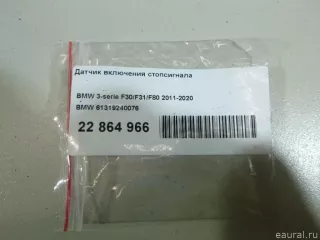 Датчик включения стопсигнала
BMW 3-serie F30/F31/F80 2011-2020
BMW 61319240076
22 864 966
eaural.ru